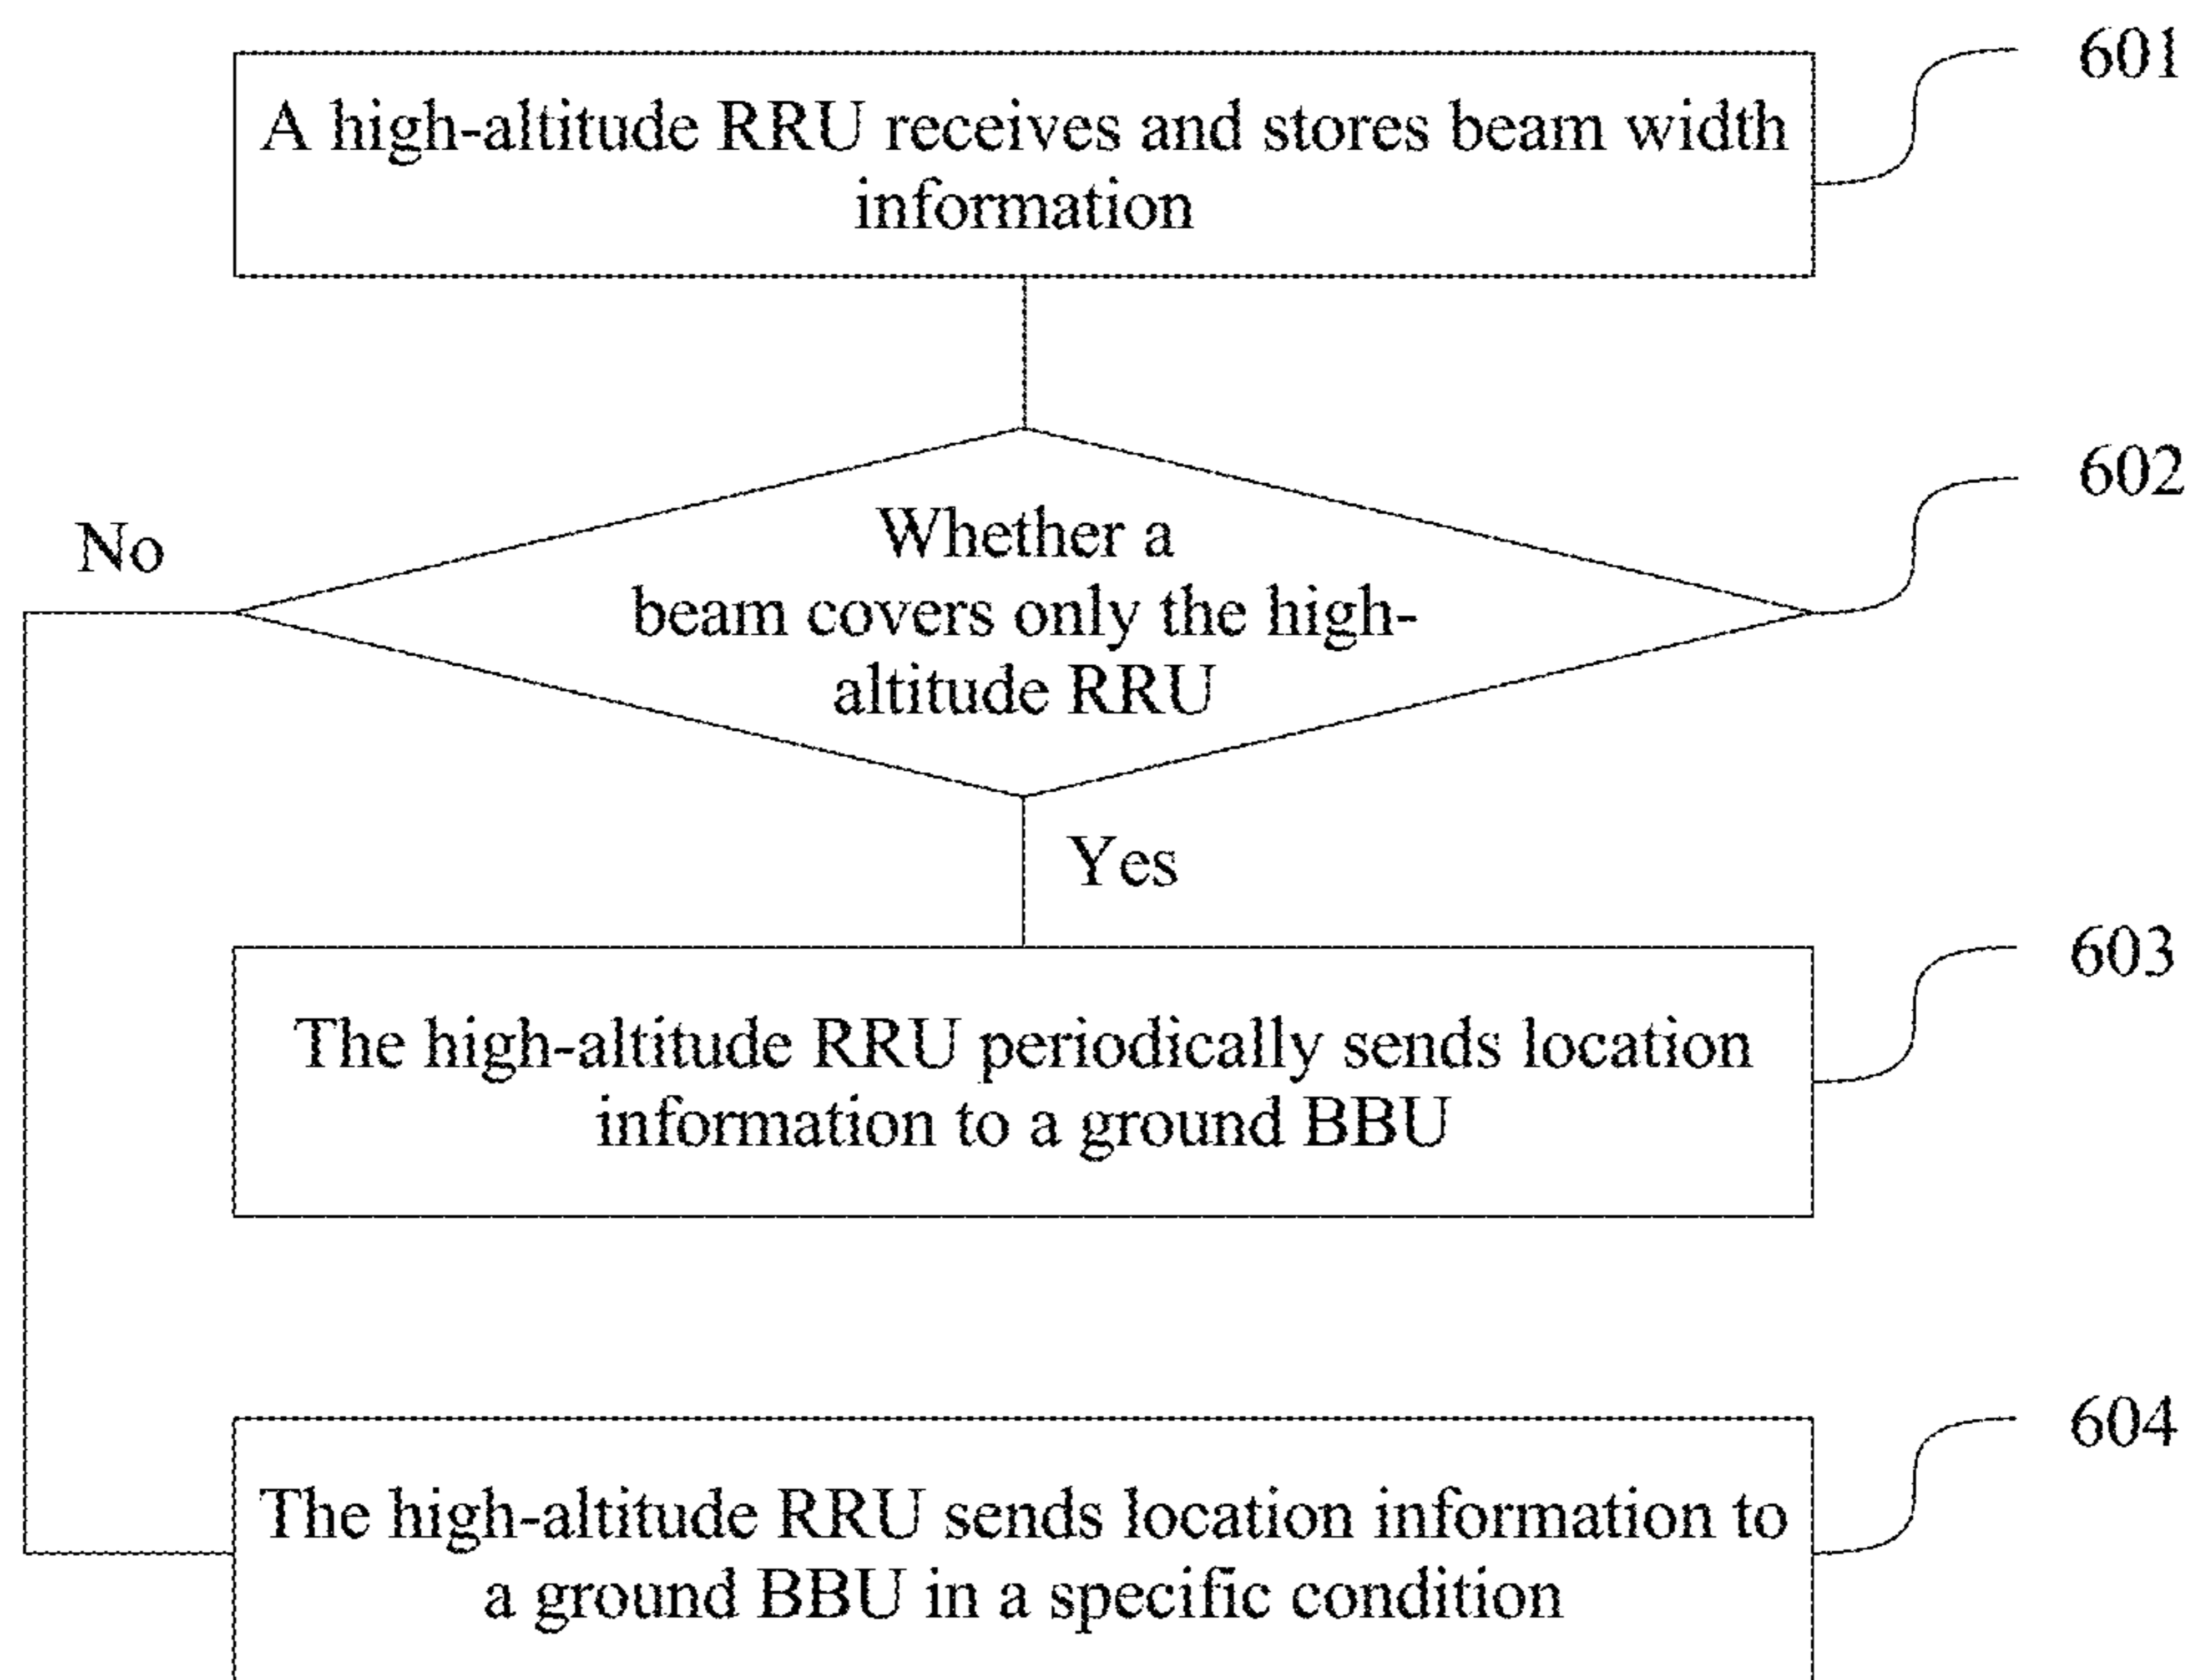 601
A high-altitude RRU receives and stores beam width
information
602
No
Whether a
beam covers only the high-
altitude RRU
Yes
603
The high-altitude RRU periodically sends location
information to a ground BBU
604
The high-altitude RRU sends location information to
a ground BBU in a specific condition